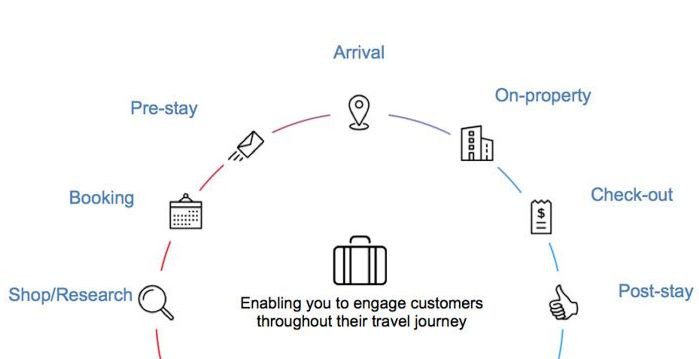 Arrival
Pre-stay
On-property
Booking
Check-out
Shop/Research
Post-stay
$
Enabling you to engage customers
throughout their travel journey